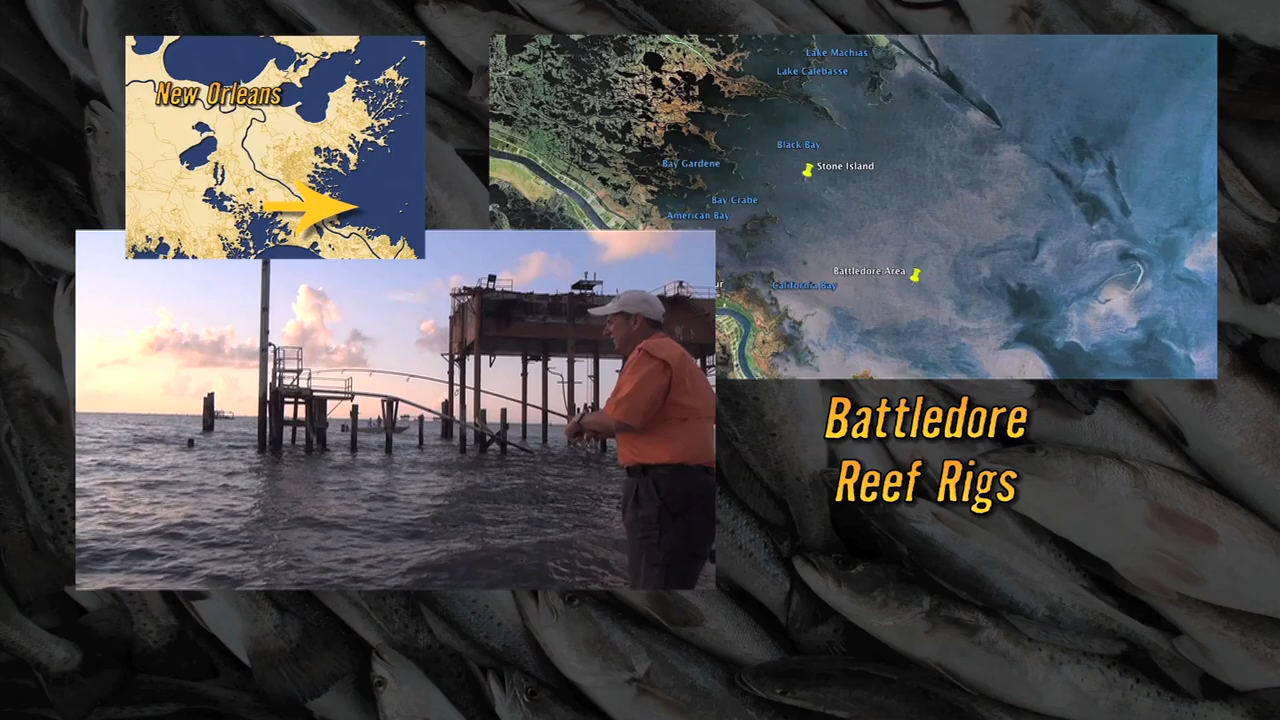 New Orleans
Lake Machias
Lake Calebasse
Black Bay
Bay Gardene
Stone Island
Bay Crabe
American Bay
Battledore Area
California Bay
Battledore
Reef Rigs